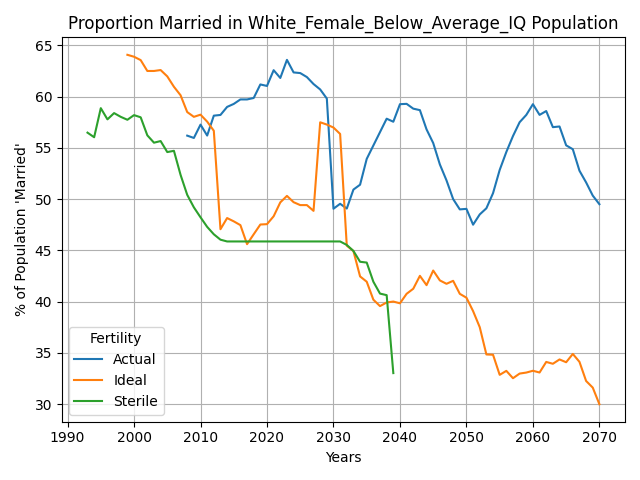 Proportion Married in White_Female_Below_Average_IQ Population
% of Population 'Married'
65
60
55
50
45
40
35
30
Fertility
Actual
Ideal
Sterile
1990 2000 2010 2020 2030 2040 2050 2060 2070
Years